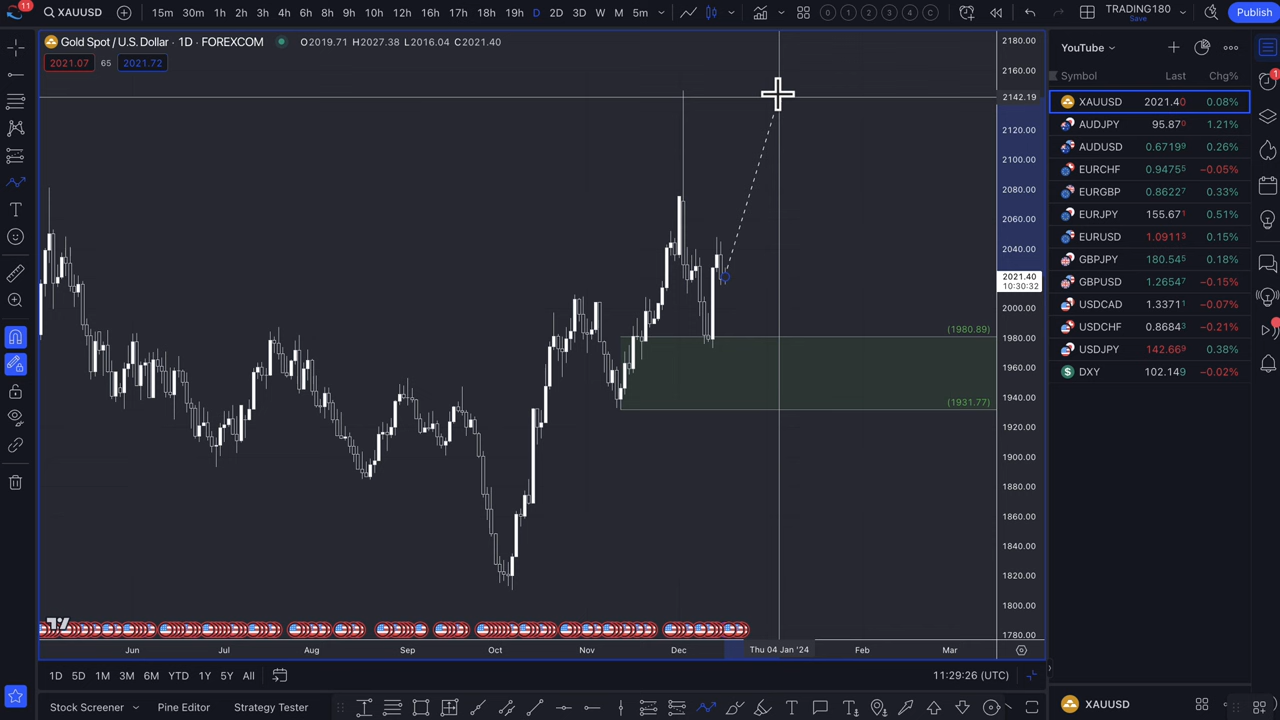 11
XAUUSD
15m 30m 1h 2h 3h 4h 6h 8h 9h 10h 12h 16h 17h 18h 19h D 2D 3D W M 5m
0 1 2 3 4 C
TRADING180
Save
Publish
Gold Spot / U.S. Dollar · 1D · FOREXCOM
O2019.71 H2027.38 L2016.04 C2021.40
2021.07 65 2021.72
2180.00
2160.00
2142.19
2120.00
2100.00
2080.00
2060.00
2040.00
2021.40
10:30:32
2000.00
1980.00
1960.00
1940.00
1920.00
1900.00
1880.00
1860.00
1840.00
1820.00
1800.00
1780.00
(1980.89)
(1931.77)
Jun Jul Aug Sep Oct Nov Dec Thu 04 Jan '24 Feb Mar
1D 5D 1M 3M 6M YTD 1Y 5Y All
11:29:26 (UTC)
Stock Screener Pine Editor Strategy Tester
YouTube
Symbol Last Chg%
XAUUSD 2021.40 0.08%
AUDJPY 95.870 1.21%
AUDUSD 0.67199 0.26%
EURCHF 0.94755 −0.05%
EURGBP 0.86227 0.33%
EURJPY 155.671 0.51%
EURUSD 1.09113 0.15%
GBPJPY 180.545 0.18%
GBPUSD 1.26547 −0.15%
USDCAD 1.33711 −0.07%
USDCHF 0.86843 −0.21%
USDJPY 142.669 0.38%
DXY 102.149 −0.02%
1
XAUUSD